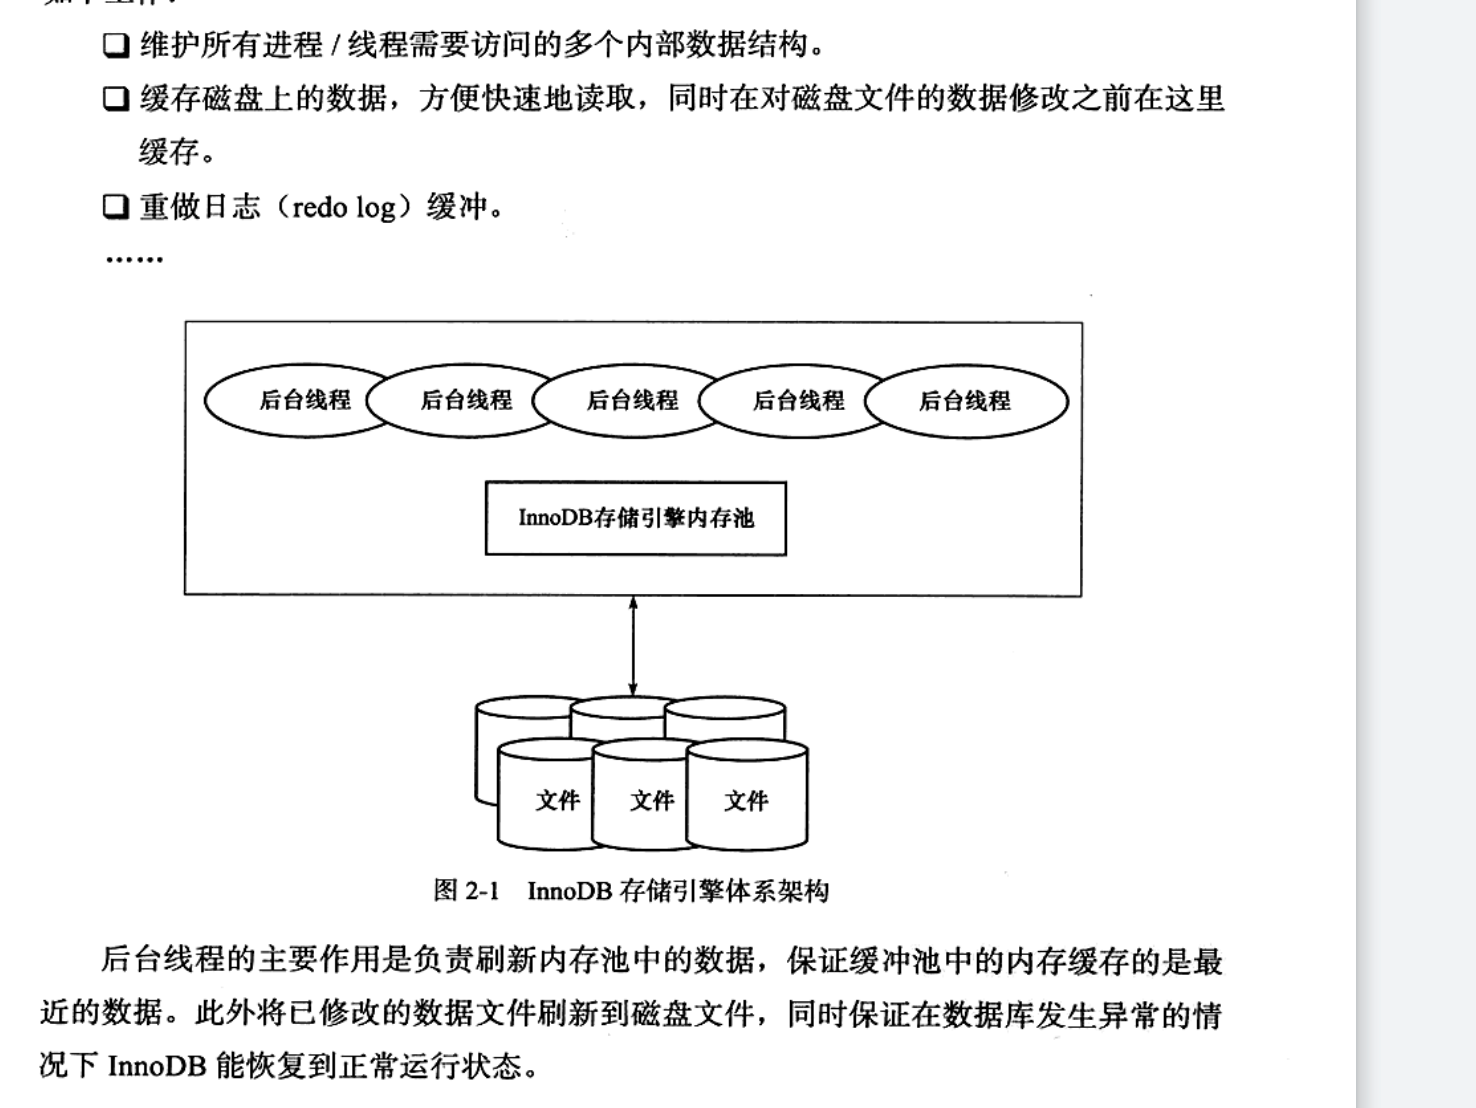 ❏ 维护所有进程 / 线程需要访问的多个内部数据结构。
❏ 缓存磁盘上的数据，方便快速地读取，同时在对磁盘文件的数据修改之前在这里
缓存。
❏ 重做日志（redo log）缓冲。
……
后台线程 后台线程 后台线程 后台线程 后台线程
InnoDB存储引擎内存池
文件 文件 文件
图 2-1 InnoDB 存储引擎体系架构
后台线程的主要作用是负责刷新内存池中的数据，保证缓冲池中的内存缓存的是最
近的数据。此外将已修改的数据文件刷新到磁盘文件，同时保证在数据库发生异常的情
况下 InnoDB 能恢复到正常运行状态。